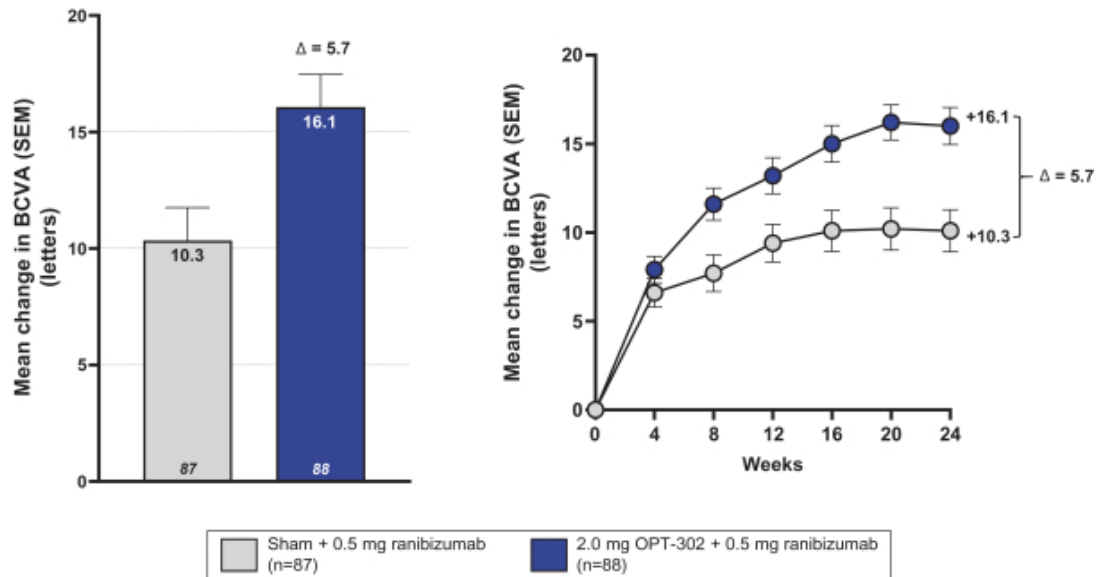 Mean change in BCVA (SEM)
(letters)
20
15
10
5
0
Δ = 5.7
10.3
16.1
87
88
Mean change in BCVA (SEM)
(letters)
20
15
10
5
0
0 4 8 12 16 20 24
Weeks
+16.1
Δ = 5.7
+10.3
Sham + 0.5 mg ranibizumab
(n=87)
2.0 mg OPT-302 + 0.5 mg ranibizumab
(n=88)